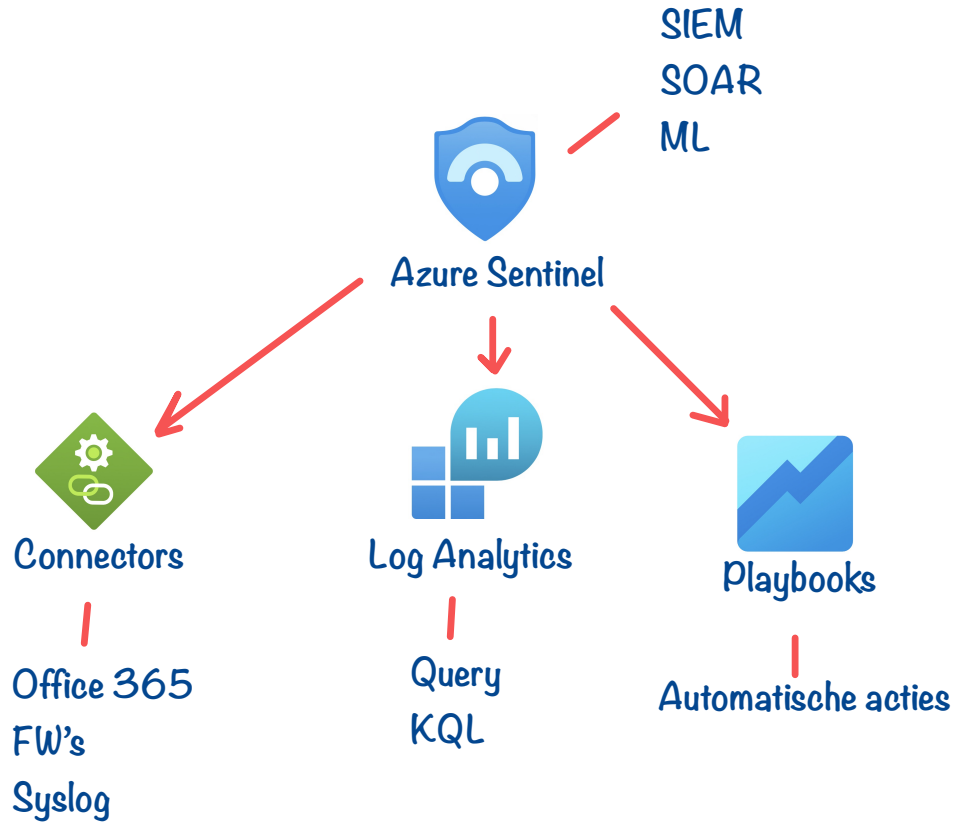 SIEM
SOAR
ML
Azure Sentinel
Connectors
Office 365
FW's
Syslog
Log Analytics
Query
KQL
Playbooks
Automatische acties